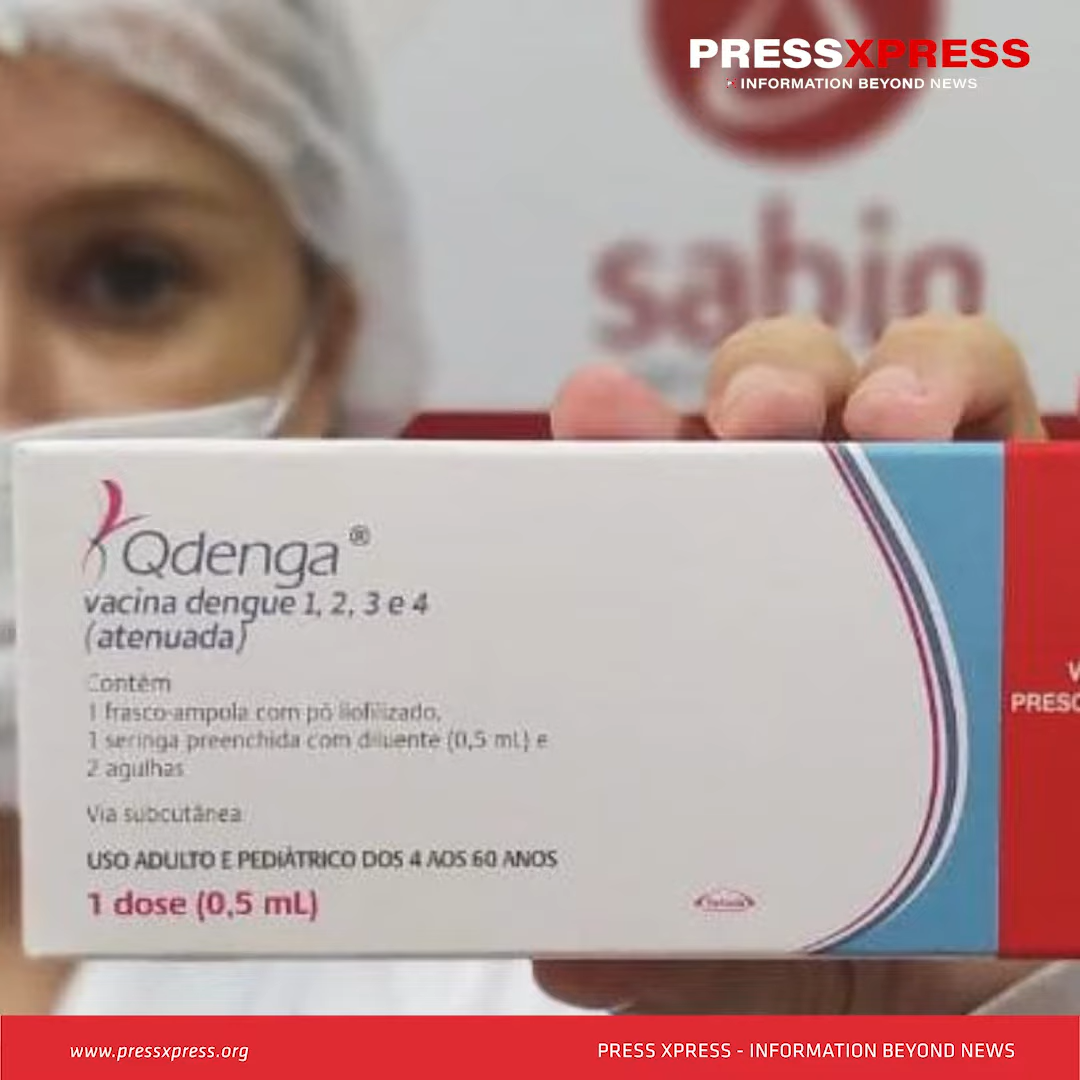 PRESSXPRESS
INFORMATION BEYOND NEWS
sabin
Qdenga®
vacina dengue 1, 2, 3 e 4
(atenuada)
Contém
1 frasco-ampola com pó liofilizado,
1 seringa preenchida com diluente (0,5 mL) e
2 agulhas
Via subcutânea
USO ADULTO E PEDIÁTRICO DOS 4 AOS 60 ANOS
1 dose (0,5 mL)
Takeda
V
PRESC
www.pressxpress.org
PRESS XPRESS - INFORMATION BEYOND NEWS